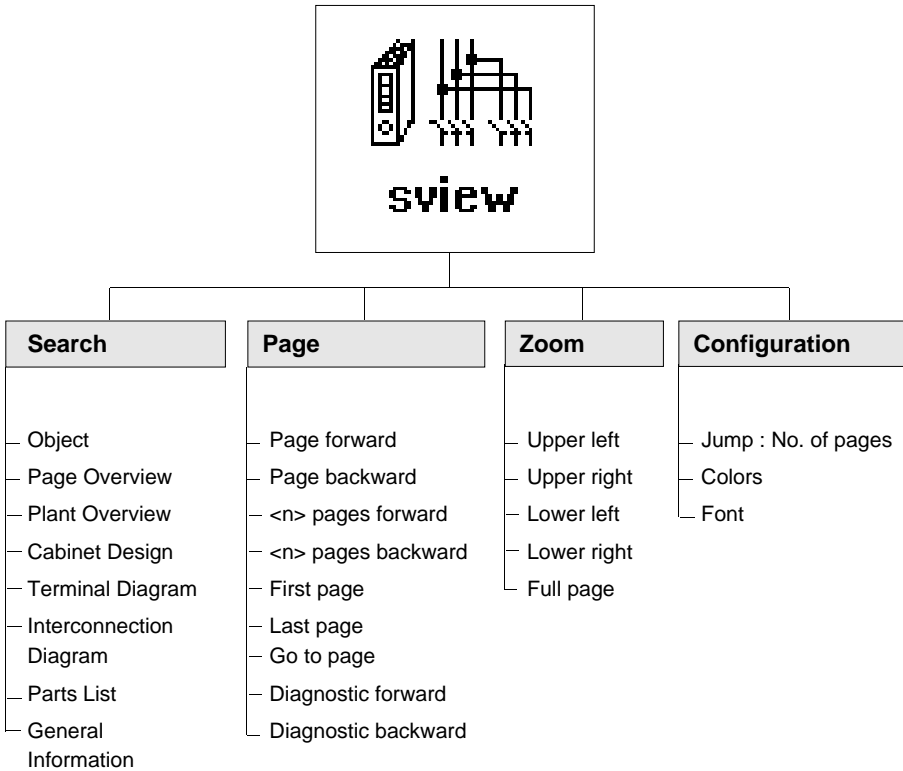 sview
Search
Object
Page Overview
Plant Overview
Cabinet Design
Terminal Diagram
Interconnection
Diagram
Parts List
General
Information
Page
Page forward
Page backward
<n> pages forward
<n> pages backward
First page
Last page
Go to page
Diagnostic forward
Diagnostic backward
Zoom
Upper left
Upper right
Lower left
Lower right
Full page
Configuration
Jump : No. of pages
Colors
Font